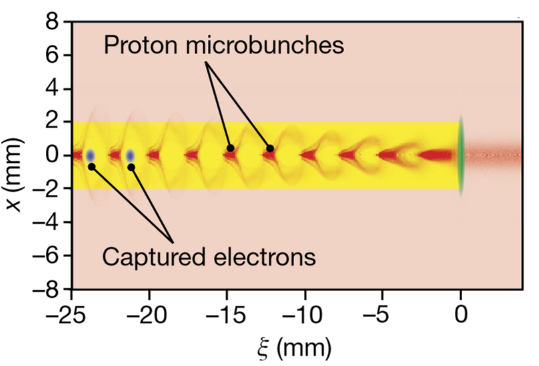 8
6
4
2
0
−2
−4
−6
−8
x (mm)
Proton microbunches
Captured electrons
−25 −20 −15 −10 −5 0
ξ (mm)